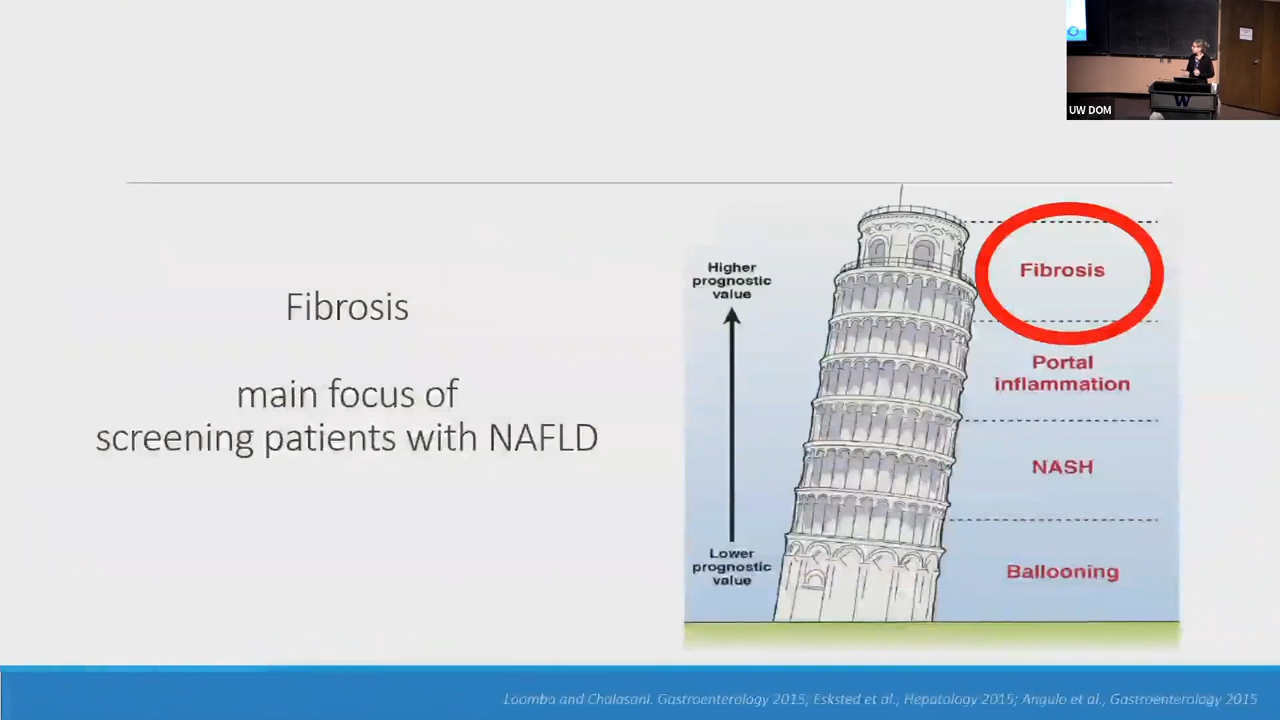 UW DOM
W
Fibrosis
main focus of
screening patients with NAFLD
Higher
prognostic
value
Lower
prognostic
value
Fibrosis
Portal
inflammation
NASH
Ballooning
Loomba and Chalasani. Gastroenterology 2015; Eksted et al., Hepatology 2015; Angulo et al., Gastroenterology 2015